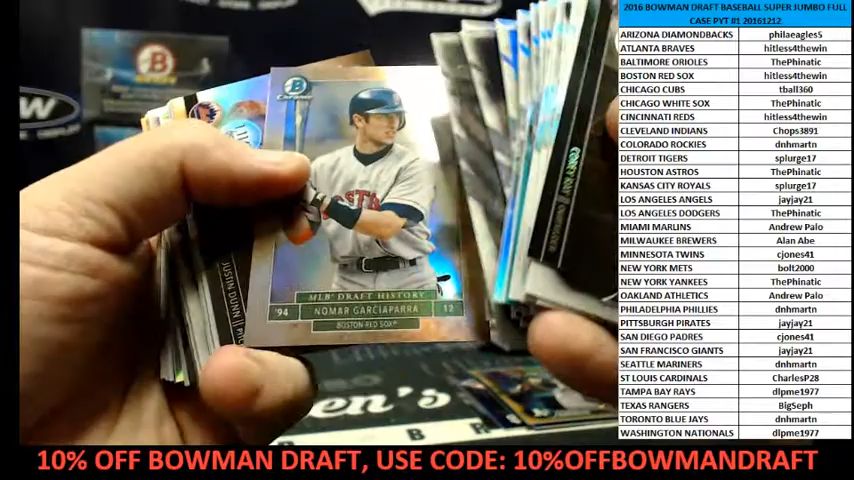 2016 BOWMAN DRAFT BASEBALL SUPER JUMBO FULL
CASE PYT #1 20161212
ARIZONA DIAMONDBACKS philaeagles5
ATLANTA BRAVES hitless4thewin
BALTIMORE ORIOLES ThePhinatic
BOSTON RED SOX hitless4thewin
CHICAGO CUBS tball360
CHICAGO WHITE SOX ThePhinatic
CINCINNATI REDS hitless4thewin
CLEVELAND INDIANS Chops3891
COLORADO ROCKIES dnhmartn
DETROIT TIGERS splurge17
HOUSTON ASTROS ThePhinatic
KANSAS CITY ROYALS splurge17
LOS ANGELES ANGELS jayjay21
LOS ANGELES DODGERS ThePhinatic
MIAMI MARLINS Andrew Palo
MILWAUKEE BREWERS Alan Abe
MINNESOTA TWINS cjones41
NEW YORK METS bolt2000
NEW YORK YANKEES ThePhinatic
OAKLAND ATHLETICS Andrew Palo
PHILADELPHIA PHILLIES dnhmartn
PITTSBURGH PIRATES jayjay21
SAN DIEGO PADRES cjones41
SAN FRANCISCO GIANTS jayjay21
SEATTLE MARINERS dnhmartn
ST LOUIS CARDINALS CharlesP28
TAMPA BAY RAYS dlpme1977
TEXAS RANGERS BigSeph
TORONTO BLUE JAYS dnhmartn
WASHINGTON NATIONALS dlpme1977
B
Chrome
BOSTON
MLB DRAFT HISTORY
'94 NOMAR GARCIAPARRA 12
BOSTON RED SOX
JUSTIN DUNN
COREY RAY
10% OFF BOWMAN DRAFT, USE CODE: 10%OFFBOWMANDRAFT